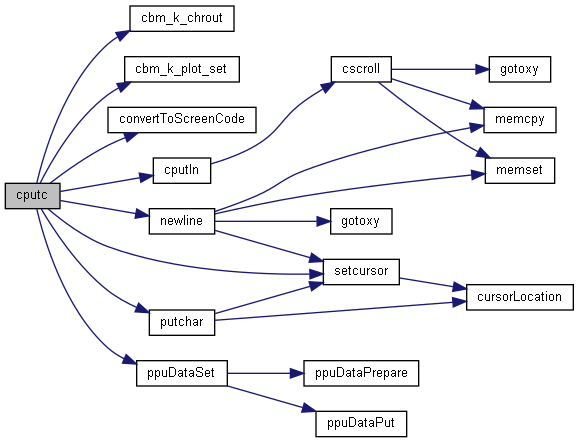 cbm_k_chrout
cbm_k_plot_set
cscroll
gotoxy
convertToScreenCode
memcpy
cputln
memset
cputc
newline
gotoxy
setcursor
cursorLocation
putchar
ppuDataSet
ppuDataPrepare
ppuDataPut